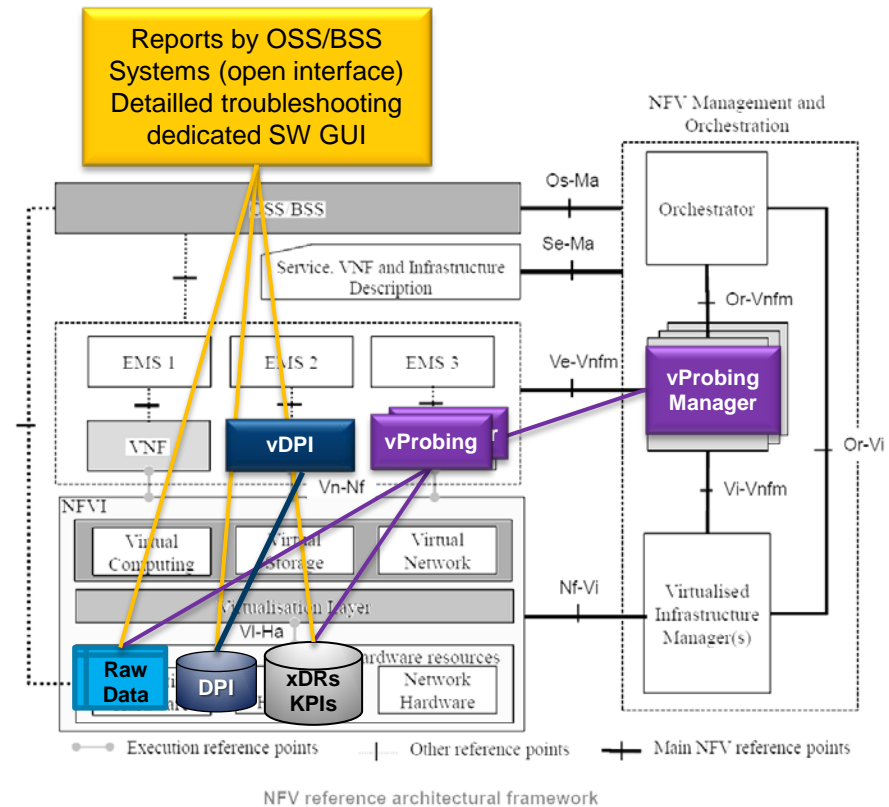 Reports by OSS/BSS
Systems (open interface)
Detailled troubleshooting
dedicated SW GUI
NFV Management and
Orchestration
OSS/BSS
Os-Ma
Orchestrator
Se-Ma
Service, VNF and Infrastructure
Description
Or-Vnfm
EMS 1
EMS 2
EMS 3
Ve-Vnfm
vProbing
Manager
VNF
vDPI
vProbing
r
Or-Vi
Vn-Nf
Vi-Vnfm
NFVI
Virtual
Computing
Virtual
Storage
Virtual
Network
Nf-Vi
Virtualised
Infrastructure
Manager(s)
Virtualisation Layer
Vl-Ha
ardware resources
Raw
Data
DPI
xDRs
KPIs
Network
Hardware
Execution reference points
Other reference points
Main NFV reference points
NFV reference architectural framework